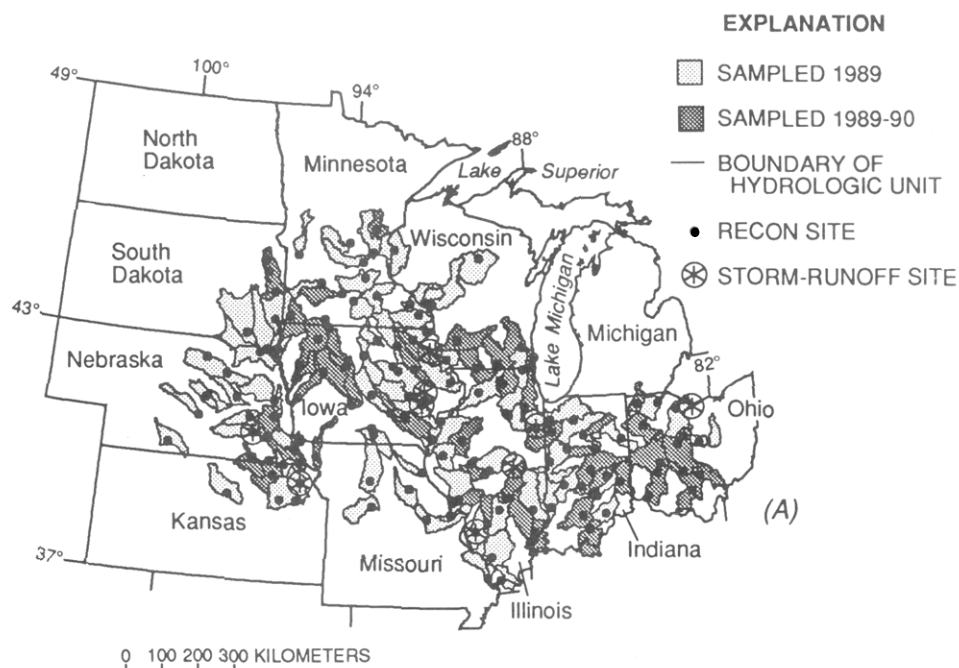 EXPLANATION
SAMPLED 1989
SAMPLED 1989-90
BOUNDARY OF
HYDROLOGIC UNIT
RECON SITE
STORM-RUNOFF SITE
100°
49°
94°
88°
North
Dakota
Minnesota
Lake Superior
South
Dakota
Wisconsin
Lake Michigan
43°
Michigan
Nebraska
82°
Iowa
Ohio
(A)
Kansas
Indiana
37°
Missouri
Illinois
0 100 200 300 KILOMETERS